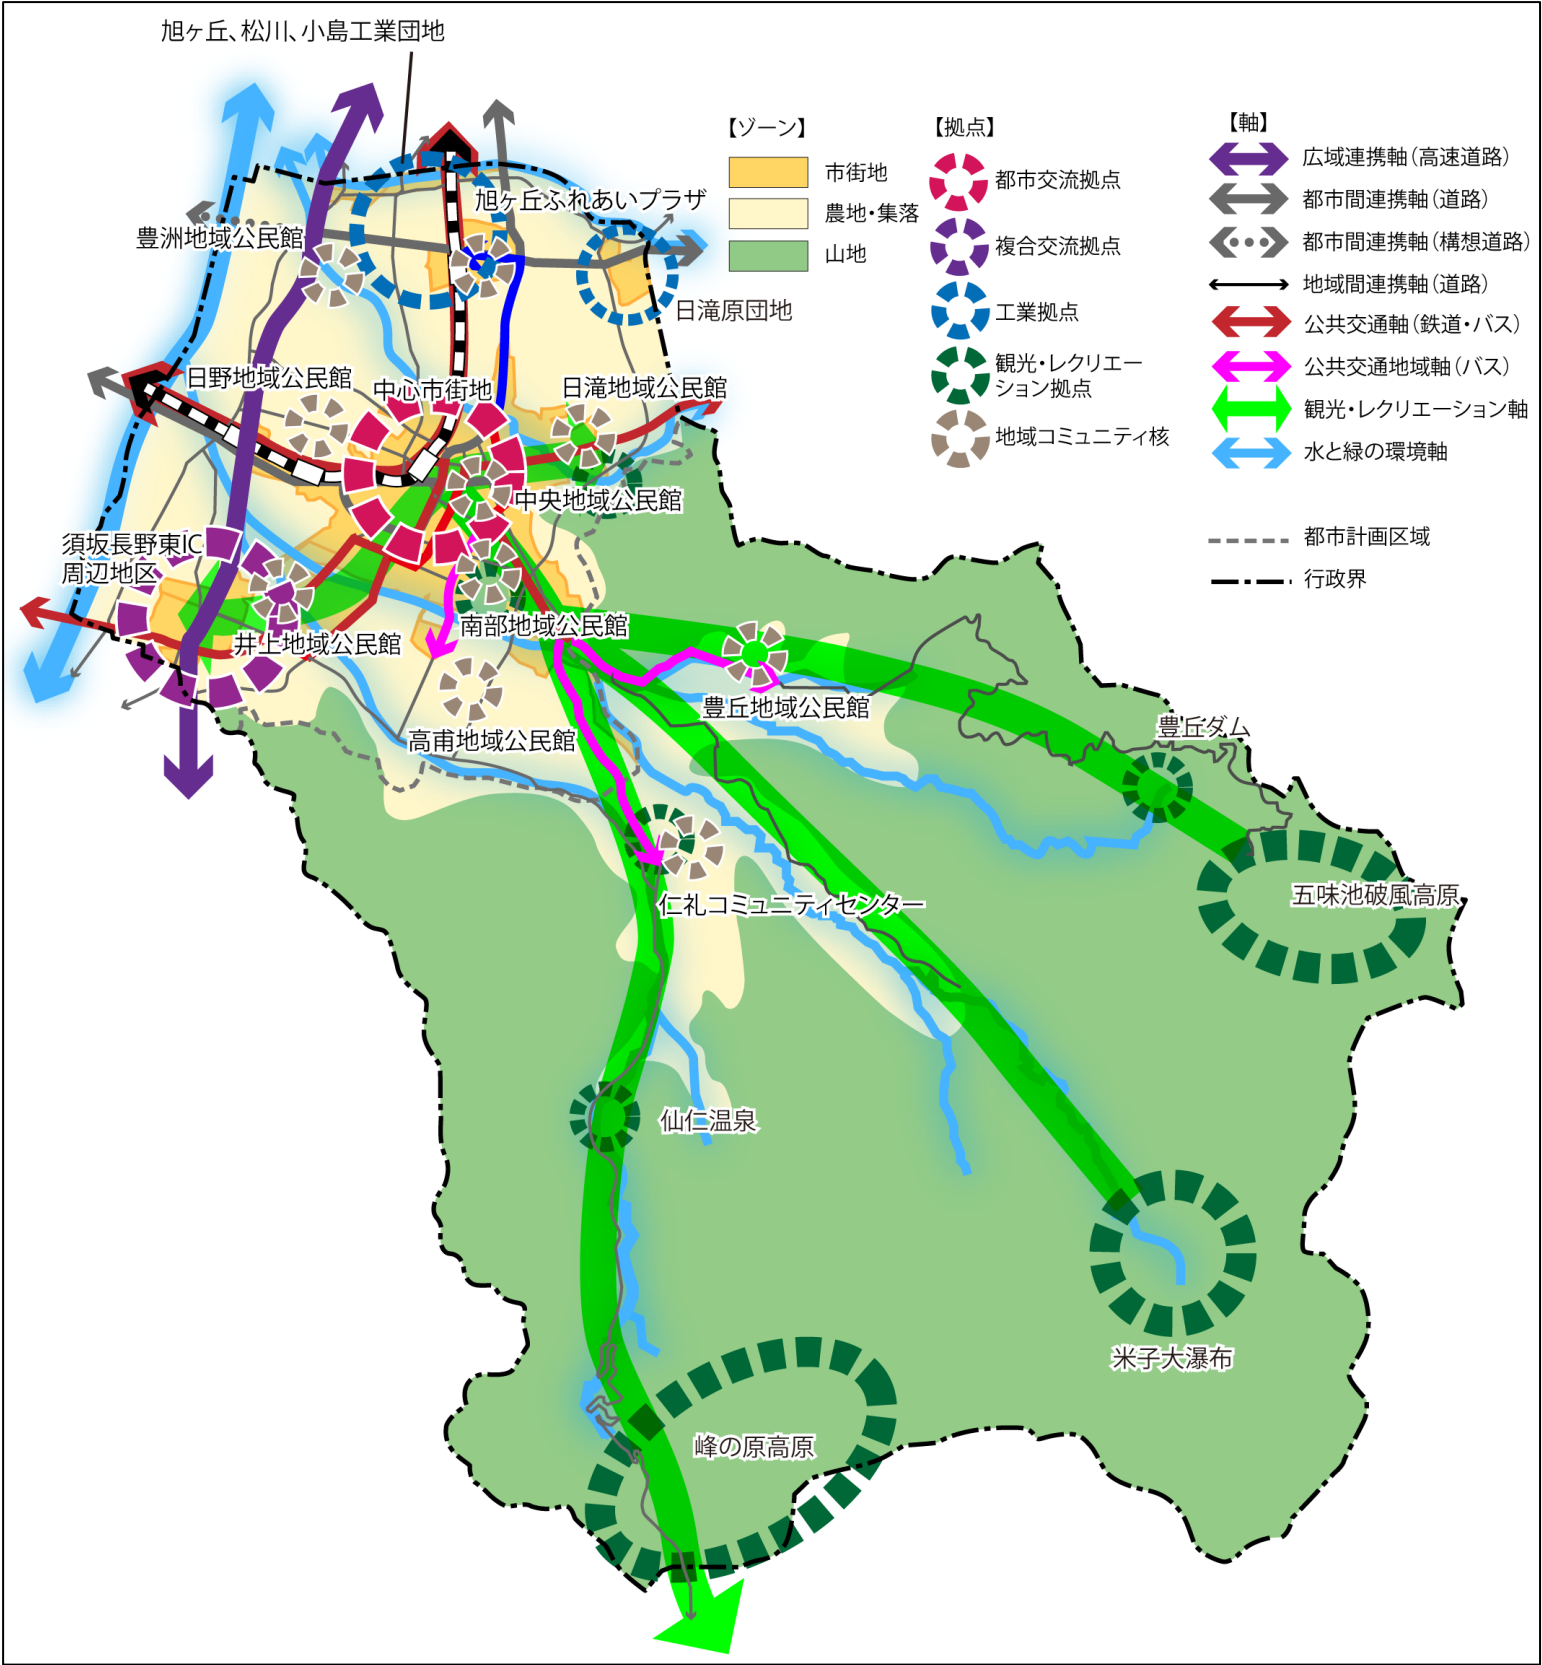 旭ヶ丘、松川、小島工業団地
【ゾーン】
市街地
農地・集落
山地
【拠点】
都市交流拠点
複合交流拠点
工業拠点
観光・レクリエー
ション拠点
地域コミュニティ核
【軸】
広域連携軸（高速道路）
都市間連携軸（道路）
都市間連携軸（構想道路）
地域間連携軸（道路）
公共交通軸（鉄道・バス）
公共交通地域軸（バス）
観光・レクリエーション軸
水と緑の環境軸
都市計画区域
行政界
旭ヶ丘ふれあいプラザ
豊洲地域公民館
日滝原団地
日野地域公民館
中心市街地
日滝地域公民館
中央地域公民館
須坂長野東IC
周辺地区
井上地域公民館
南部地域公民館
豊丘地域公民館
高甫地域公民館
豊丘ダム
五味池破風高原
仁礼コミュニティセンター
仙仁温泉
米子大瀑布
峰の原高原